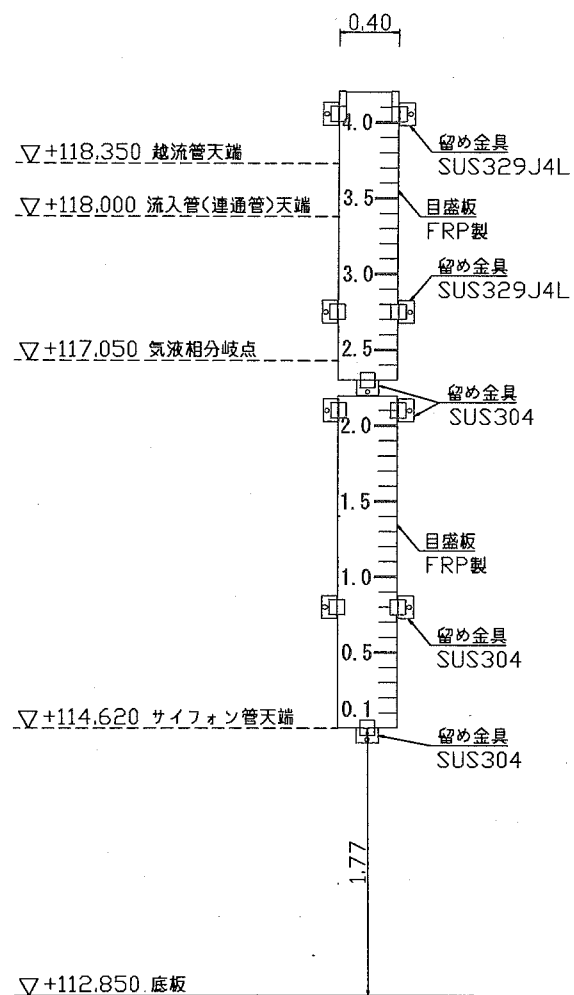 0.40
4.0
留め金具
SUS329J4L
▽+118.350 越流管天端
3.5
目盛板
FRP製
▽+118.000 流入管(連通管)天端
3.0
留め金具
SUS329J4L
2.5
▽+117.050 気液相分岐点
留め金具
SUS304
2.0
1.5
目盛板
FRP製
1.0
留め金具
SUS304
0.5
0.1
▽+114.620 サイフォン管天端
留め金具
SUS304
1.77
▽+112.850 底板